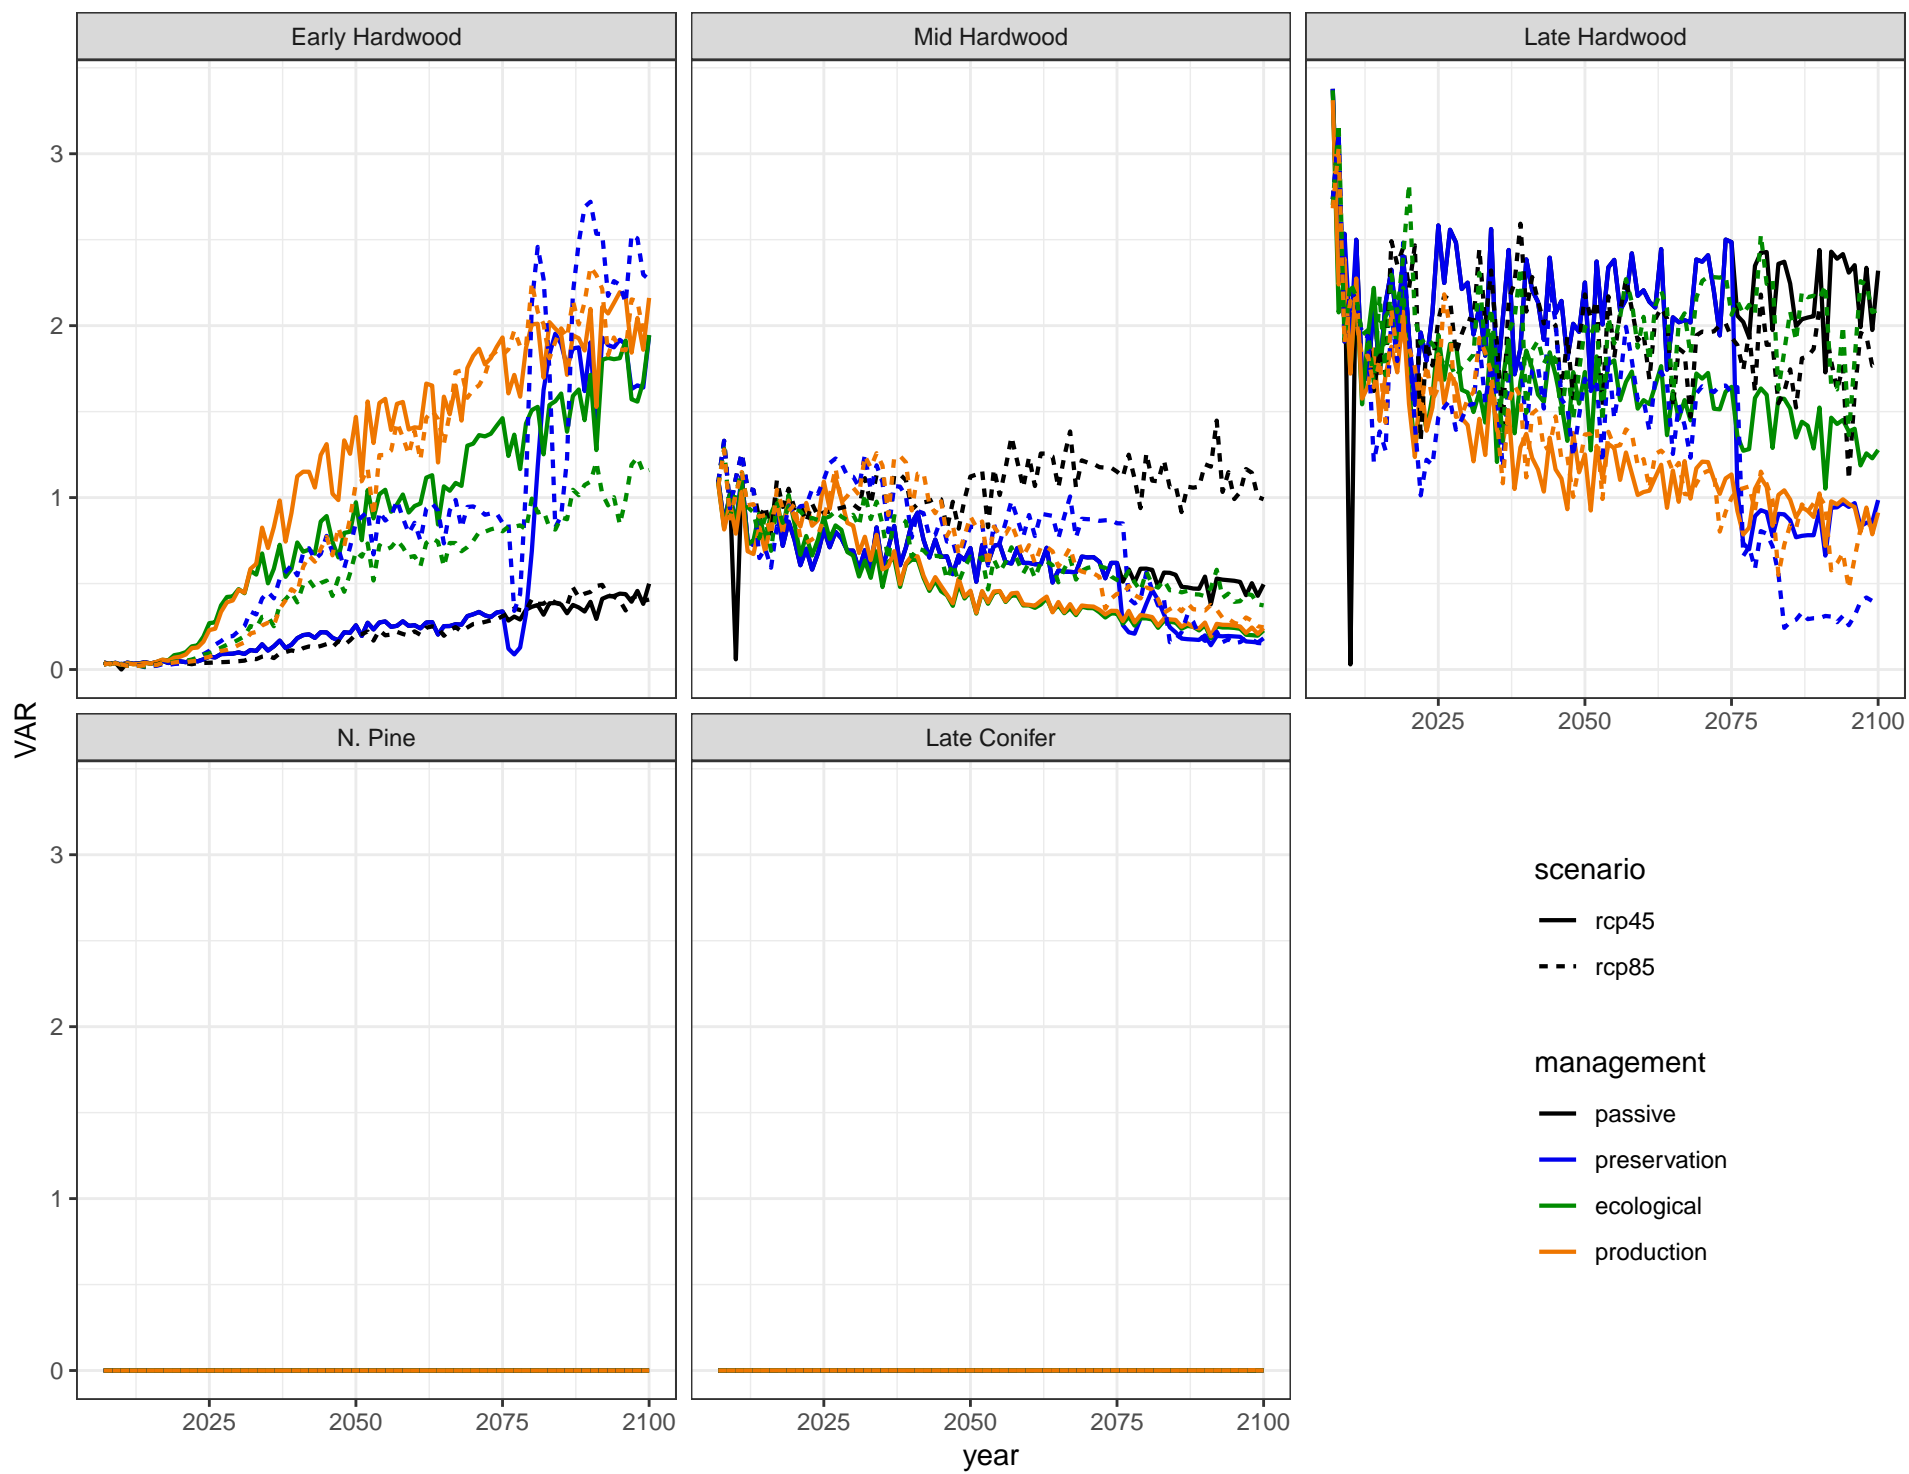 Early Hardwood
Mid Hardwood
Late Hardwood
3
2
1
0
2025 2050 2075 2100
VAR
N. Pine
Late Conifer
3
2
1
0
2025 2050 2075 2100
2025 2050 2075 2100
year
scenario
rcp45
rcp85
management
passive
preservation
ecological
production